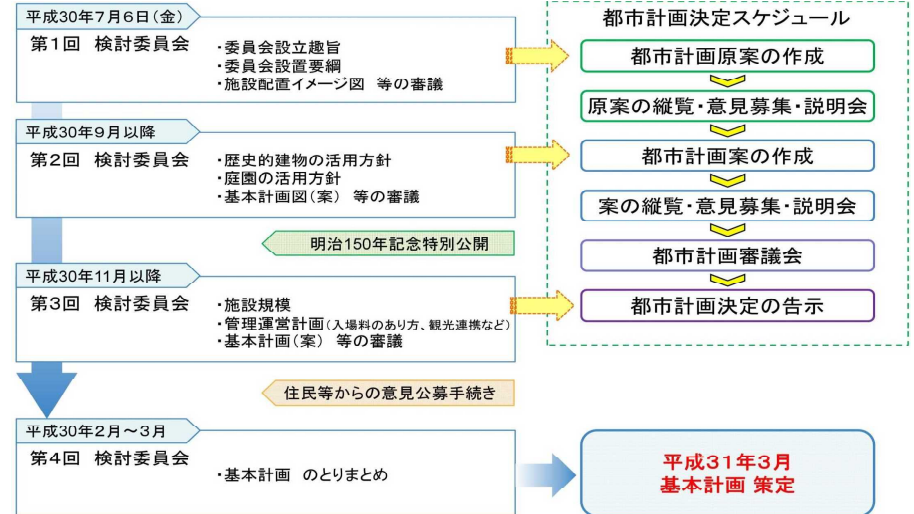 平成30年7月6日(金)
第1回 検討委員会
・委員会設立趣旨
・委員会設置要綱
・施設配置イメージ図 等の審議
平成30年9月以降
第2回 検討委員会
・歴史的建物の活用方針
・庭園の活用方針
・基本計画図(案) 等の審議
明治150年記念特別公開
平成30年11月以降
第3回 検討委員会
・施設規模
・管理運営計画(入場料のあり方、観光連携など)
・基本計画(案) 等の審議
住民等からの意見公募手続き
平成30年2月～3月
第4回 検討委員会
・基本計画 のとりまとめ
都市計画決定スケジュール
都市計画原案の作成
原案の縦覧・意見募集・説明会
都市計画案の作成
案の縦覧・意見募集・説明会
都市計画審議会
都市計画決定の告示
平成31年3月
基本計画 策定